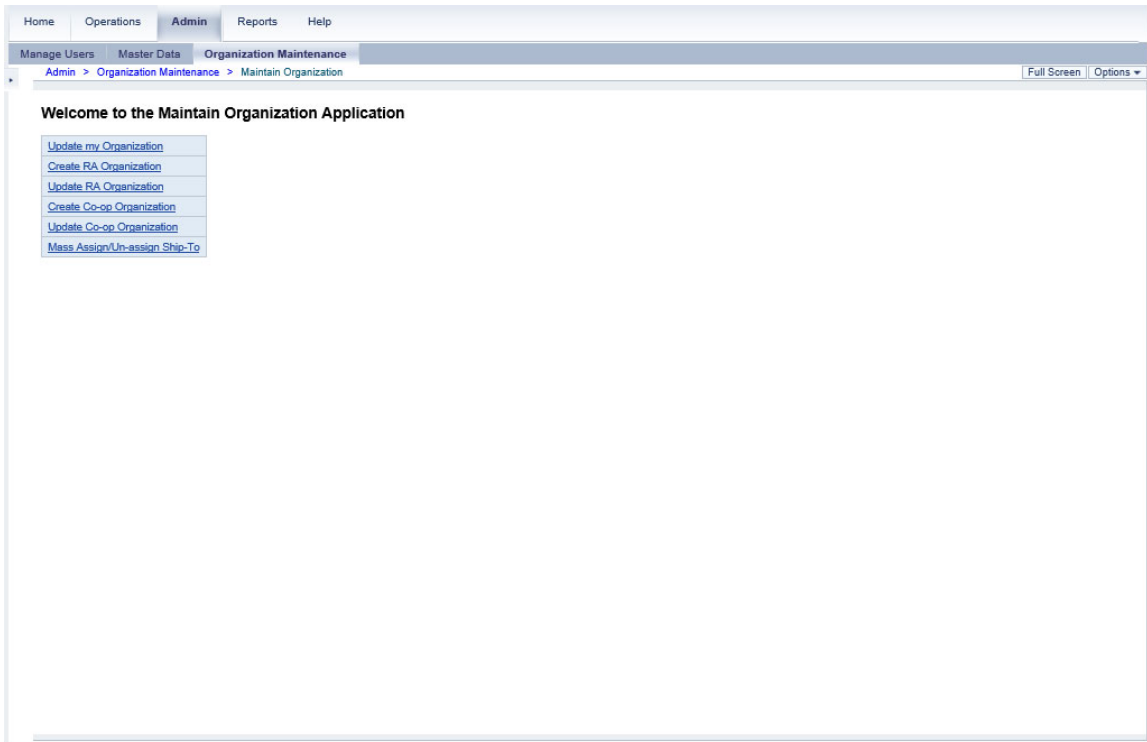 Home Operations Admin Reports Help
Manage Users Master Data Organization Maintenance
Admin > Organization Maintenance > Maintain Organization Full Screen Options
Welcome to the Maintain Organization Application
Update my Organization
Create RA Organization
Update RA Organization
Create Co-op Organization
Update Co-op Organization
Mass Assign/Un-assign Ship-To